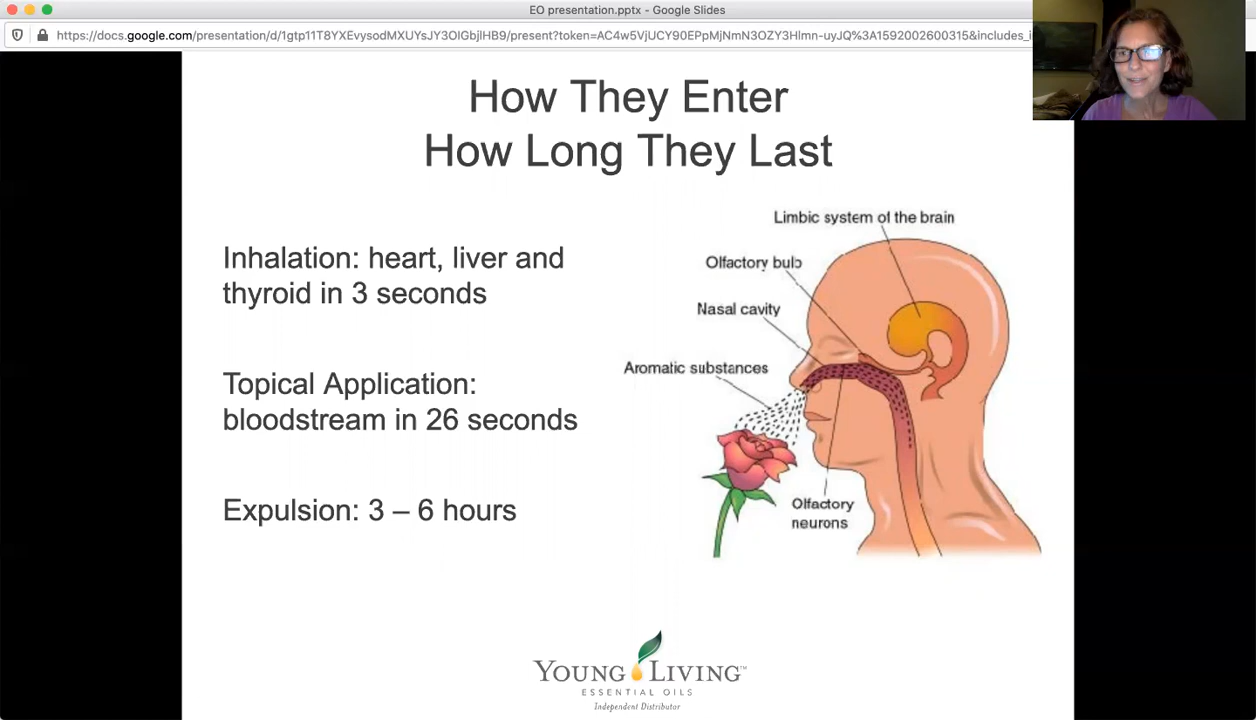 EO presentation.pptx - Google Slides
https://docs.google.com/presentation/d/1gtp11T8YXEvysodMXUYsJY3OlGbjlHB9/present?token=AC4w5VjUCY90EPpMjNmN3OZY3Hlmn-uyJQ%3A1592002600315&includes_i
How They Enter
How Long They Last
Inhalation: heart, liver and
thyroid in 3 seconds
Topical Application:
bloodstream in 26 seconds
Expulsion: 3 – 6 hours
Limbic system of the brain
Olfactory bulb
Nasal cavity
Aromatic substances
Olfactory
neurons
YOUNG LIVING™
ESSENTIAL OILS
Independent Distributor